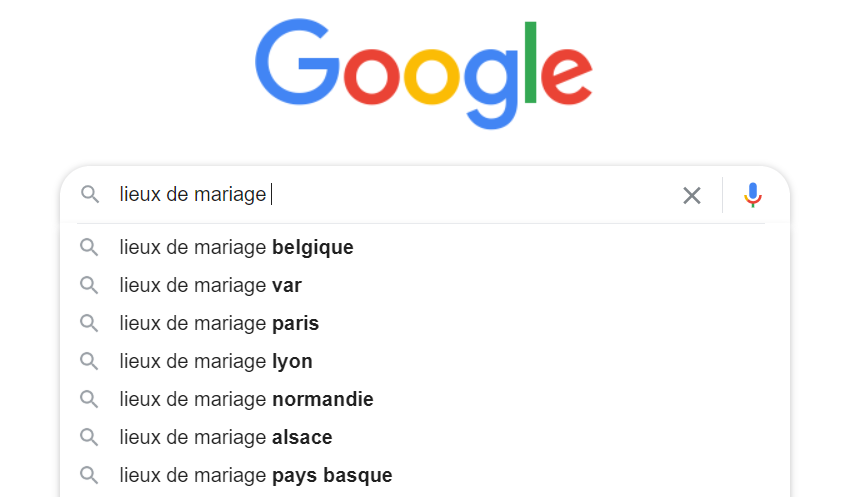 Google
lieux de mariage
lieux de mariage belgique
lieux de mariage var
lieux de mariage paris
lieux de mariage lyon
lieux de mariage normandie
lieux de mariage alsace
lieux de mariage pays basque